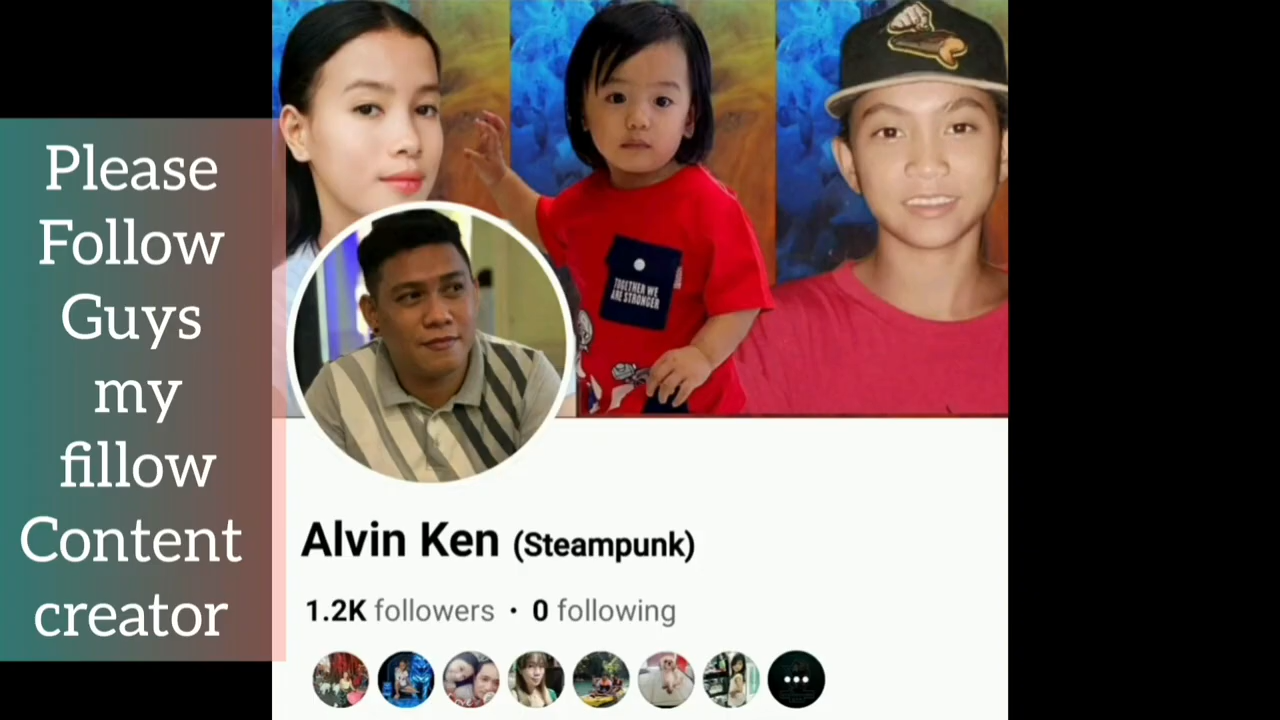 Please
Follow
Guys
my
fillow
Content
creator
TOGETHER WE
ARE STRONGER
Alvin Ken (Steampunk)
1.2K followers · 0 following